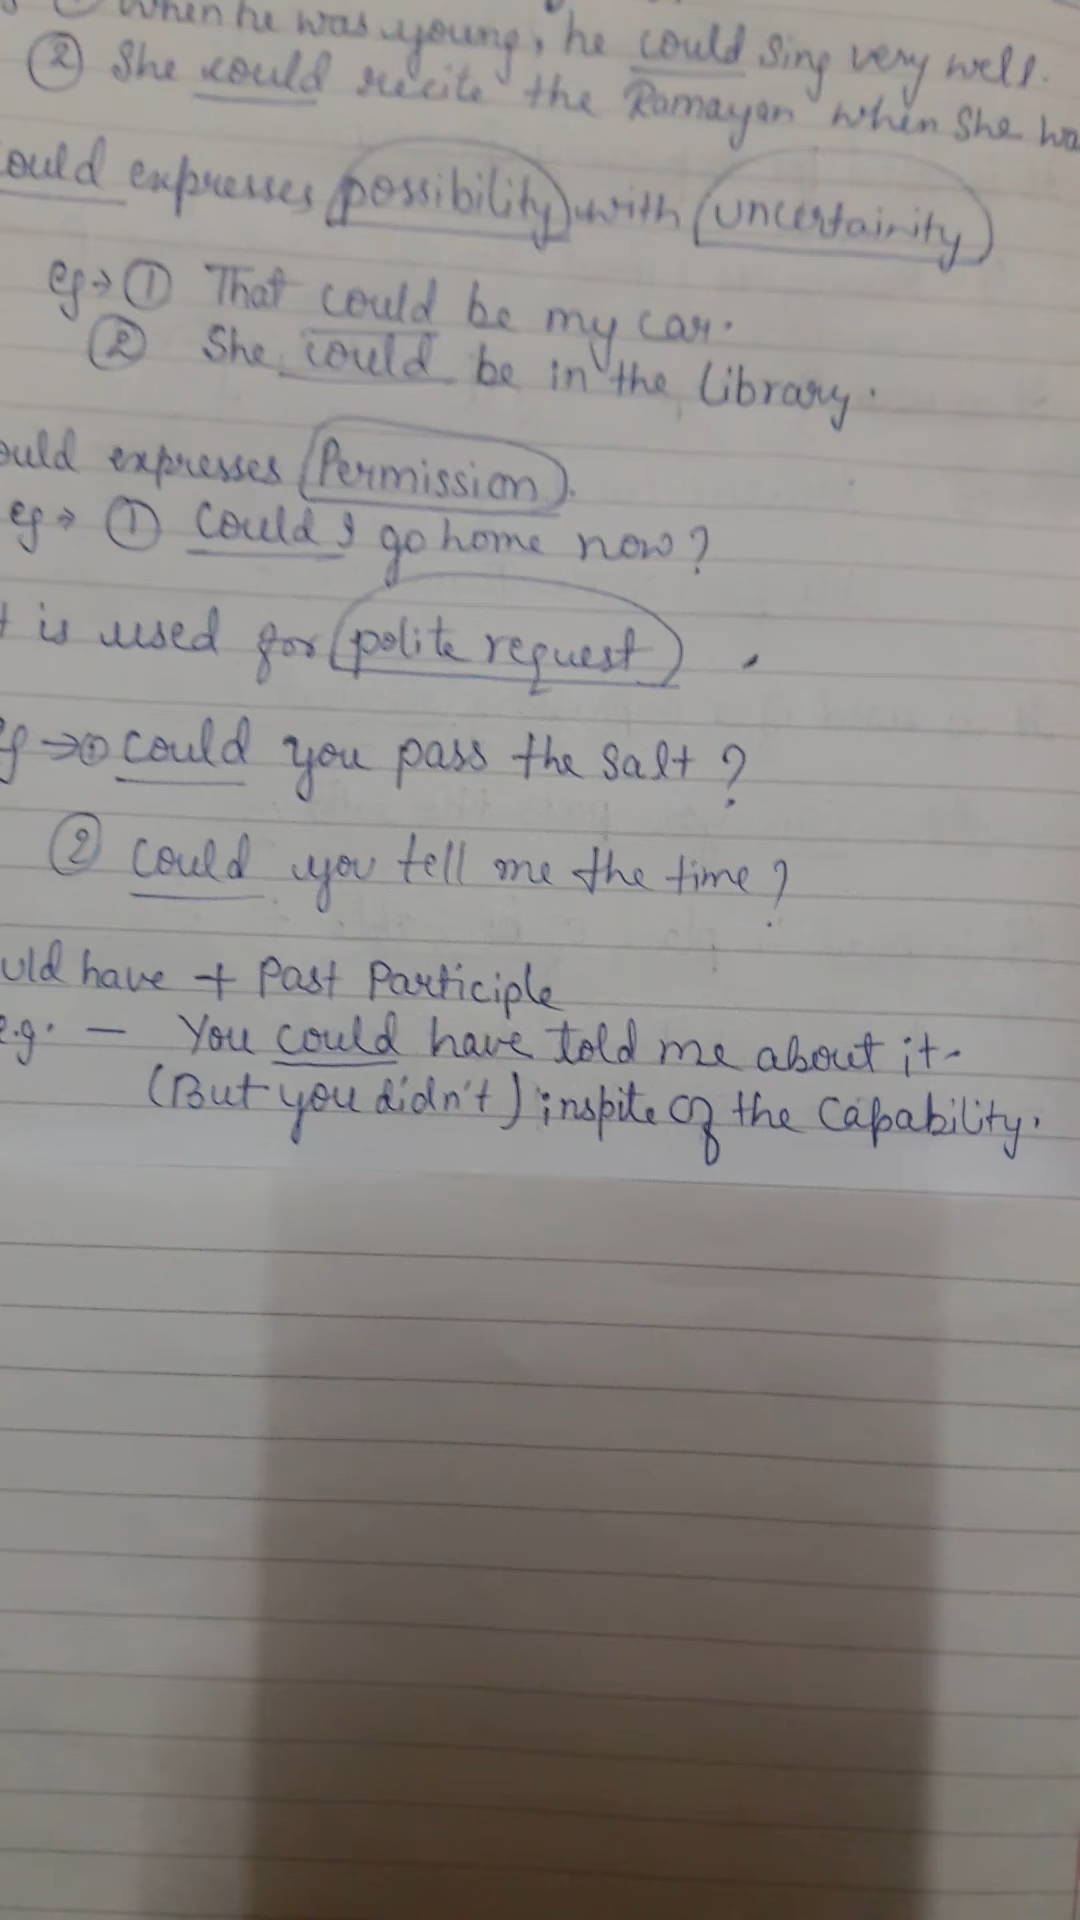 ① When he was young, he could sing very well.
② She could recite the Ramayan when she wa
ould expresses possibility with uncertainity
eg → ① That could be my car.
② She could be in the Library.
ould expresses Permission.
eg → ① Could I go home now?
t is used for polite request.
eg → ① Could you pass the salt?
② Could you tell me the time?
uld have + Past Participle
e.g. — You could have told me about it.
(But you didn't) inspite of the Capability.